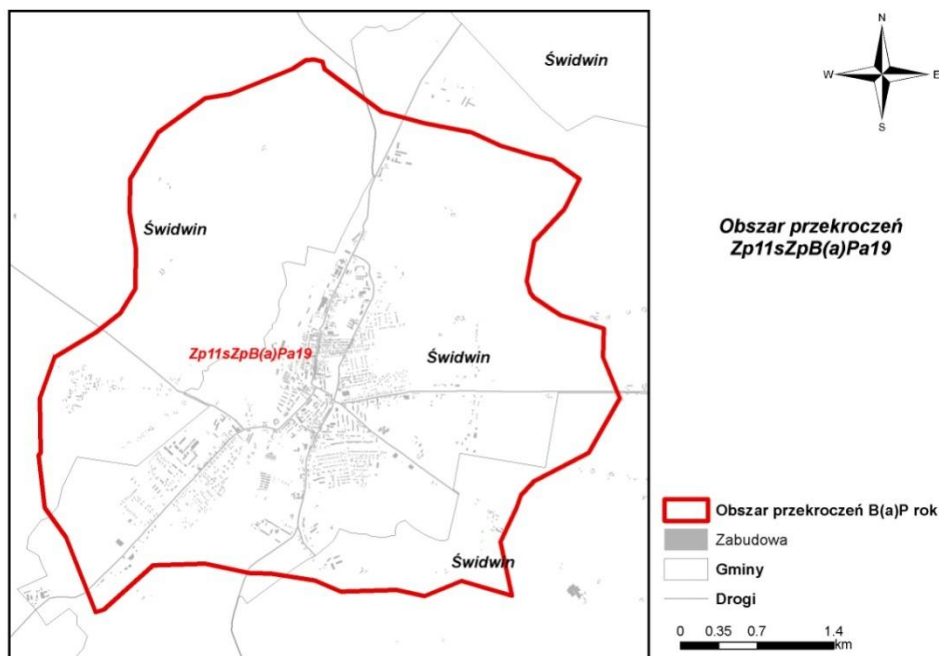 Świdwin
N
W
E
S
Świdwin
Obszar przekroczeń
Zp11sZpB(a)Pa19
Zp11sZpB(a)Pa19
Świdwin
Świdwin
Obszar przekroczeń B(a)P rok
Zabudowa
Gminy
Drogi
0 0.35 0.7 1.4
km